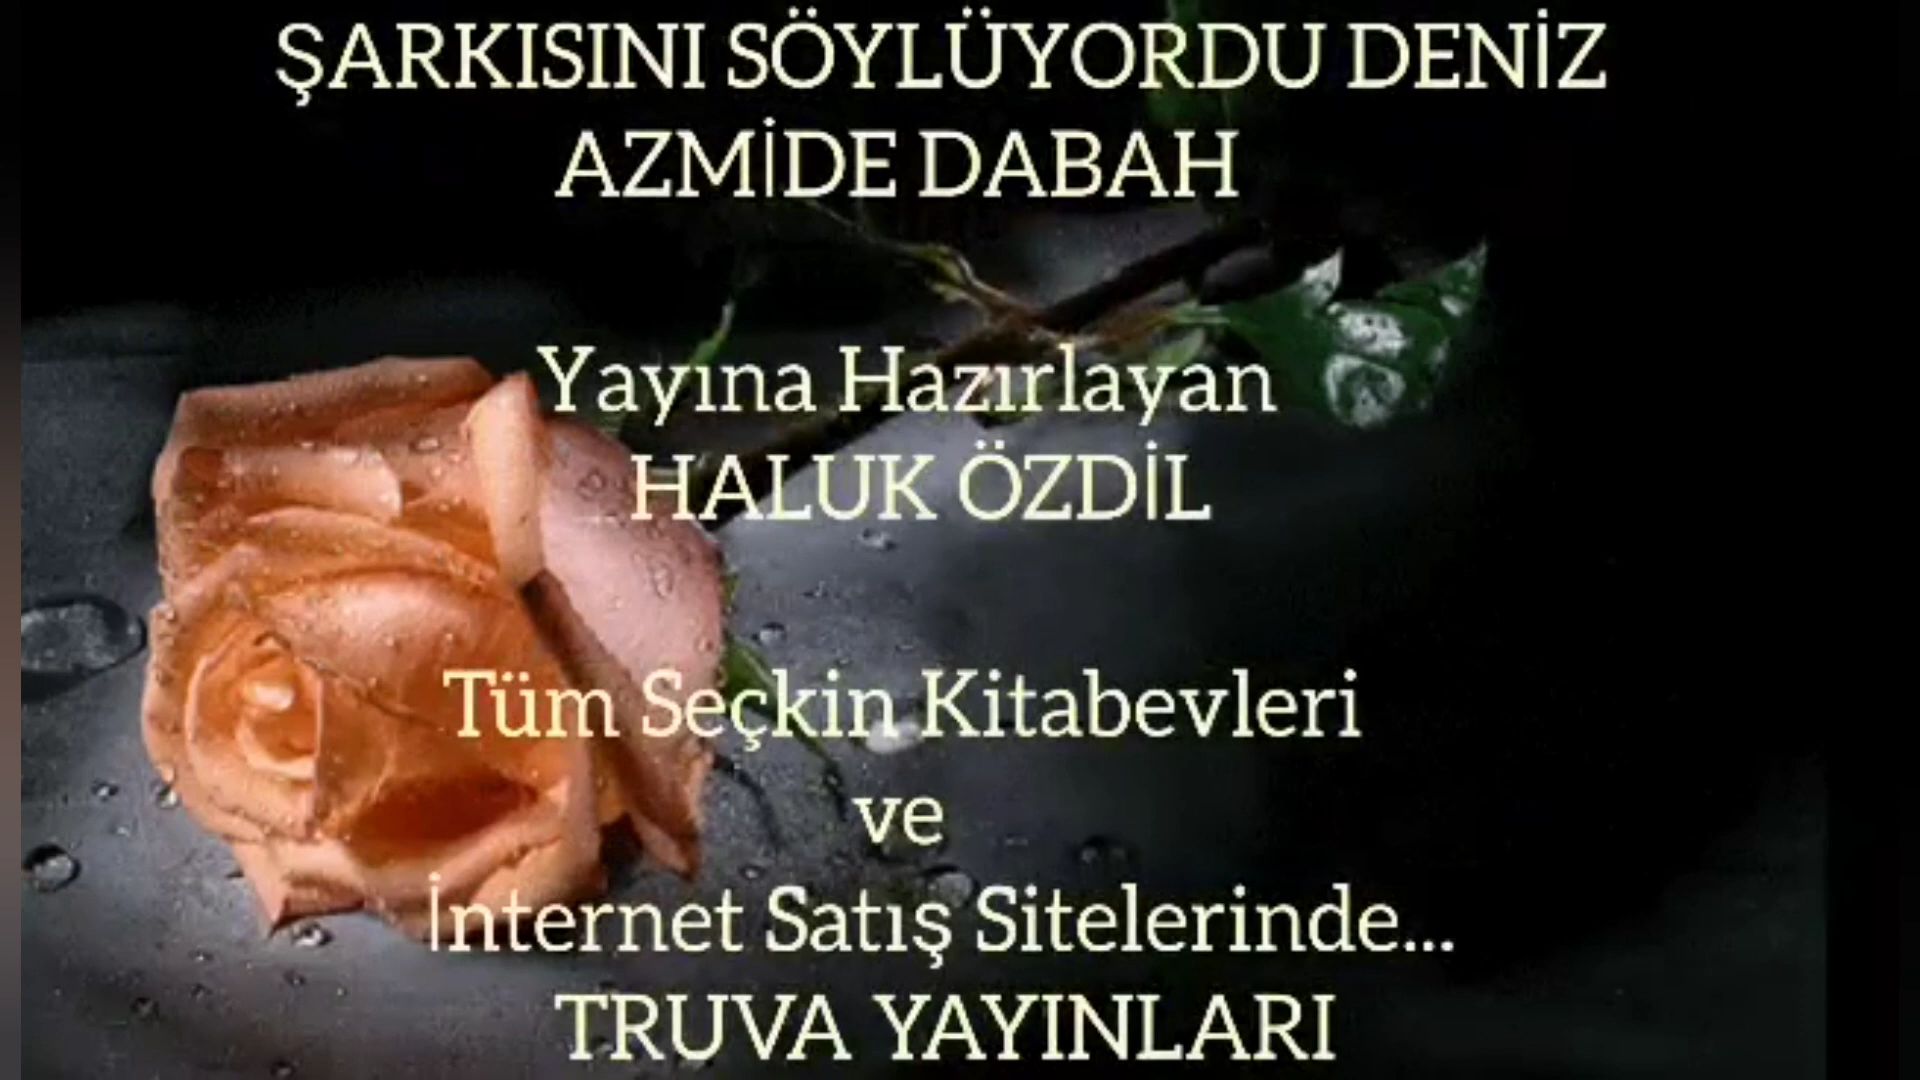 ŞARKISINI SÖYLÜYORDU DENİZ
AZMİDE DABAH
Yayına Hazırlayan
HALUK ÖZDİL
Tüm Seçkin Kitabevleri
ve
İnternet Satış Sitelerinde...
TRUVA YAYINLARI